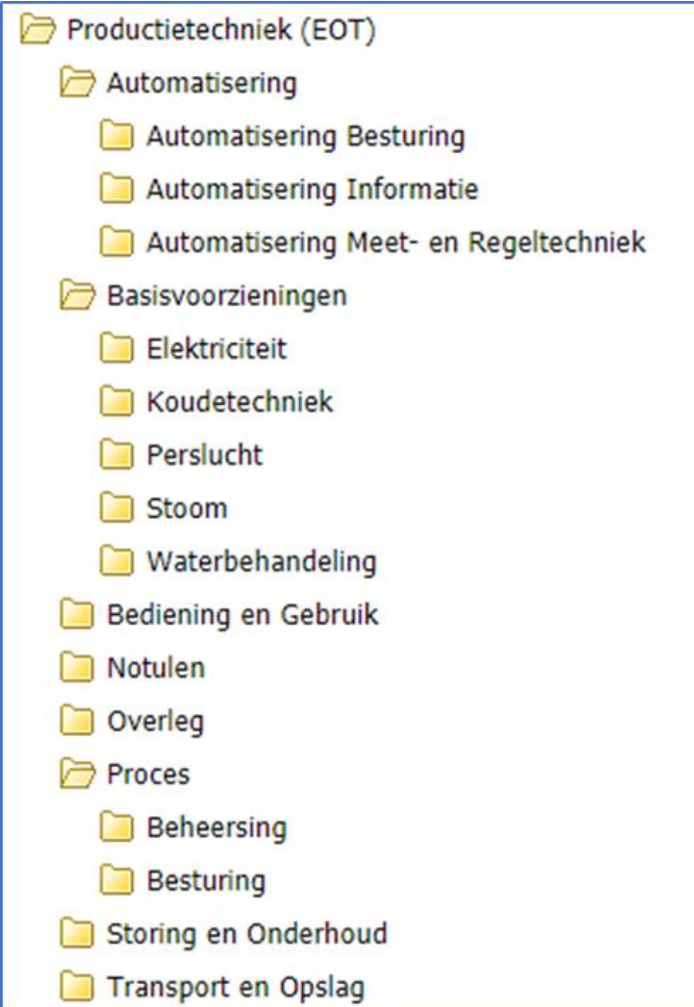 Productietechniek (EOT)
Automatisering
Automatisering Besturing
Automatisering Informatie
Automatisering Meet- en Regeltechniek
Basisvoorzieningen
Elektriciteit
Koudetechniek
Perslucht
Stoom
Waterbehandeling
Bediening en Gebruik
Notulen
Overleg
Proces
Beheersing
Besturing
Storing en Onderhoud
Transport en Opslag